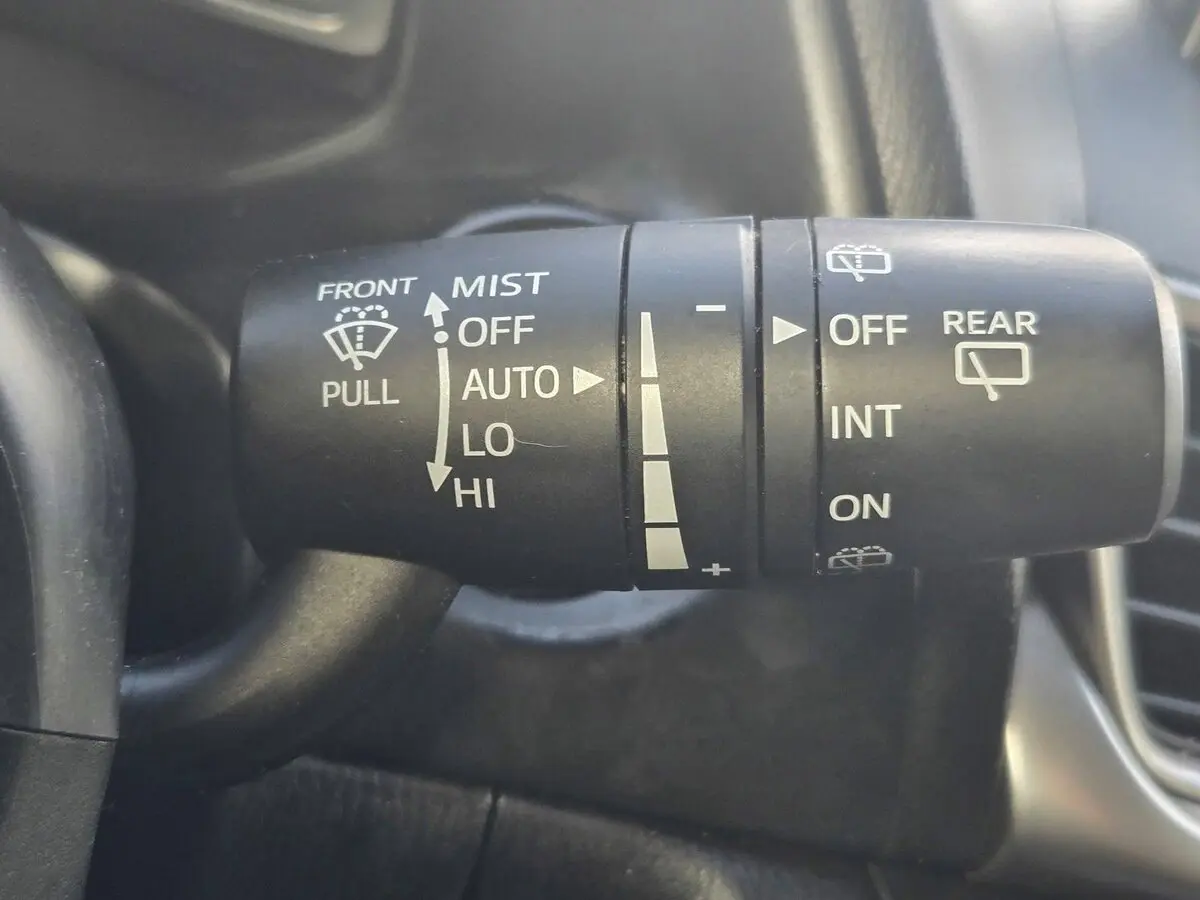 FRONT
PULL
MIST
OFF
AUTO
LO
HI
−
+
OFF
INT
ON
REAR